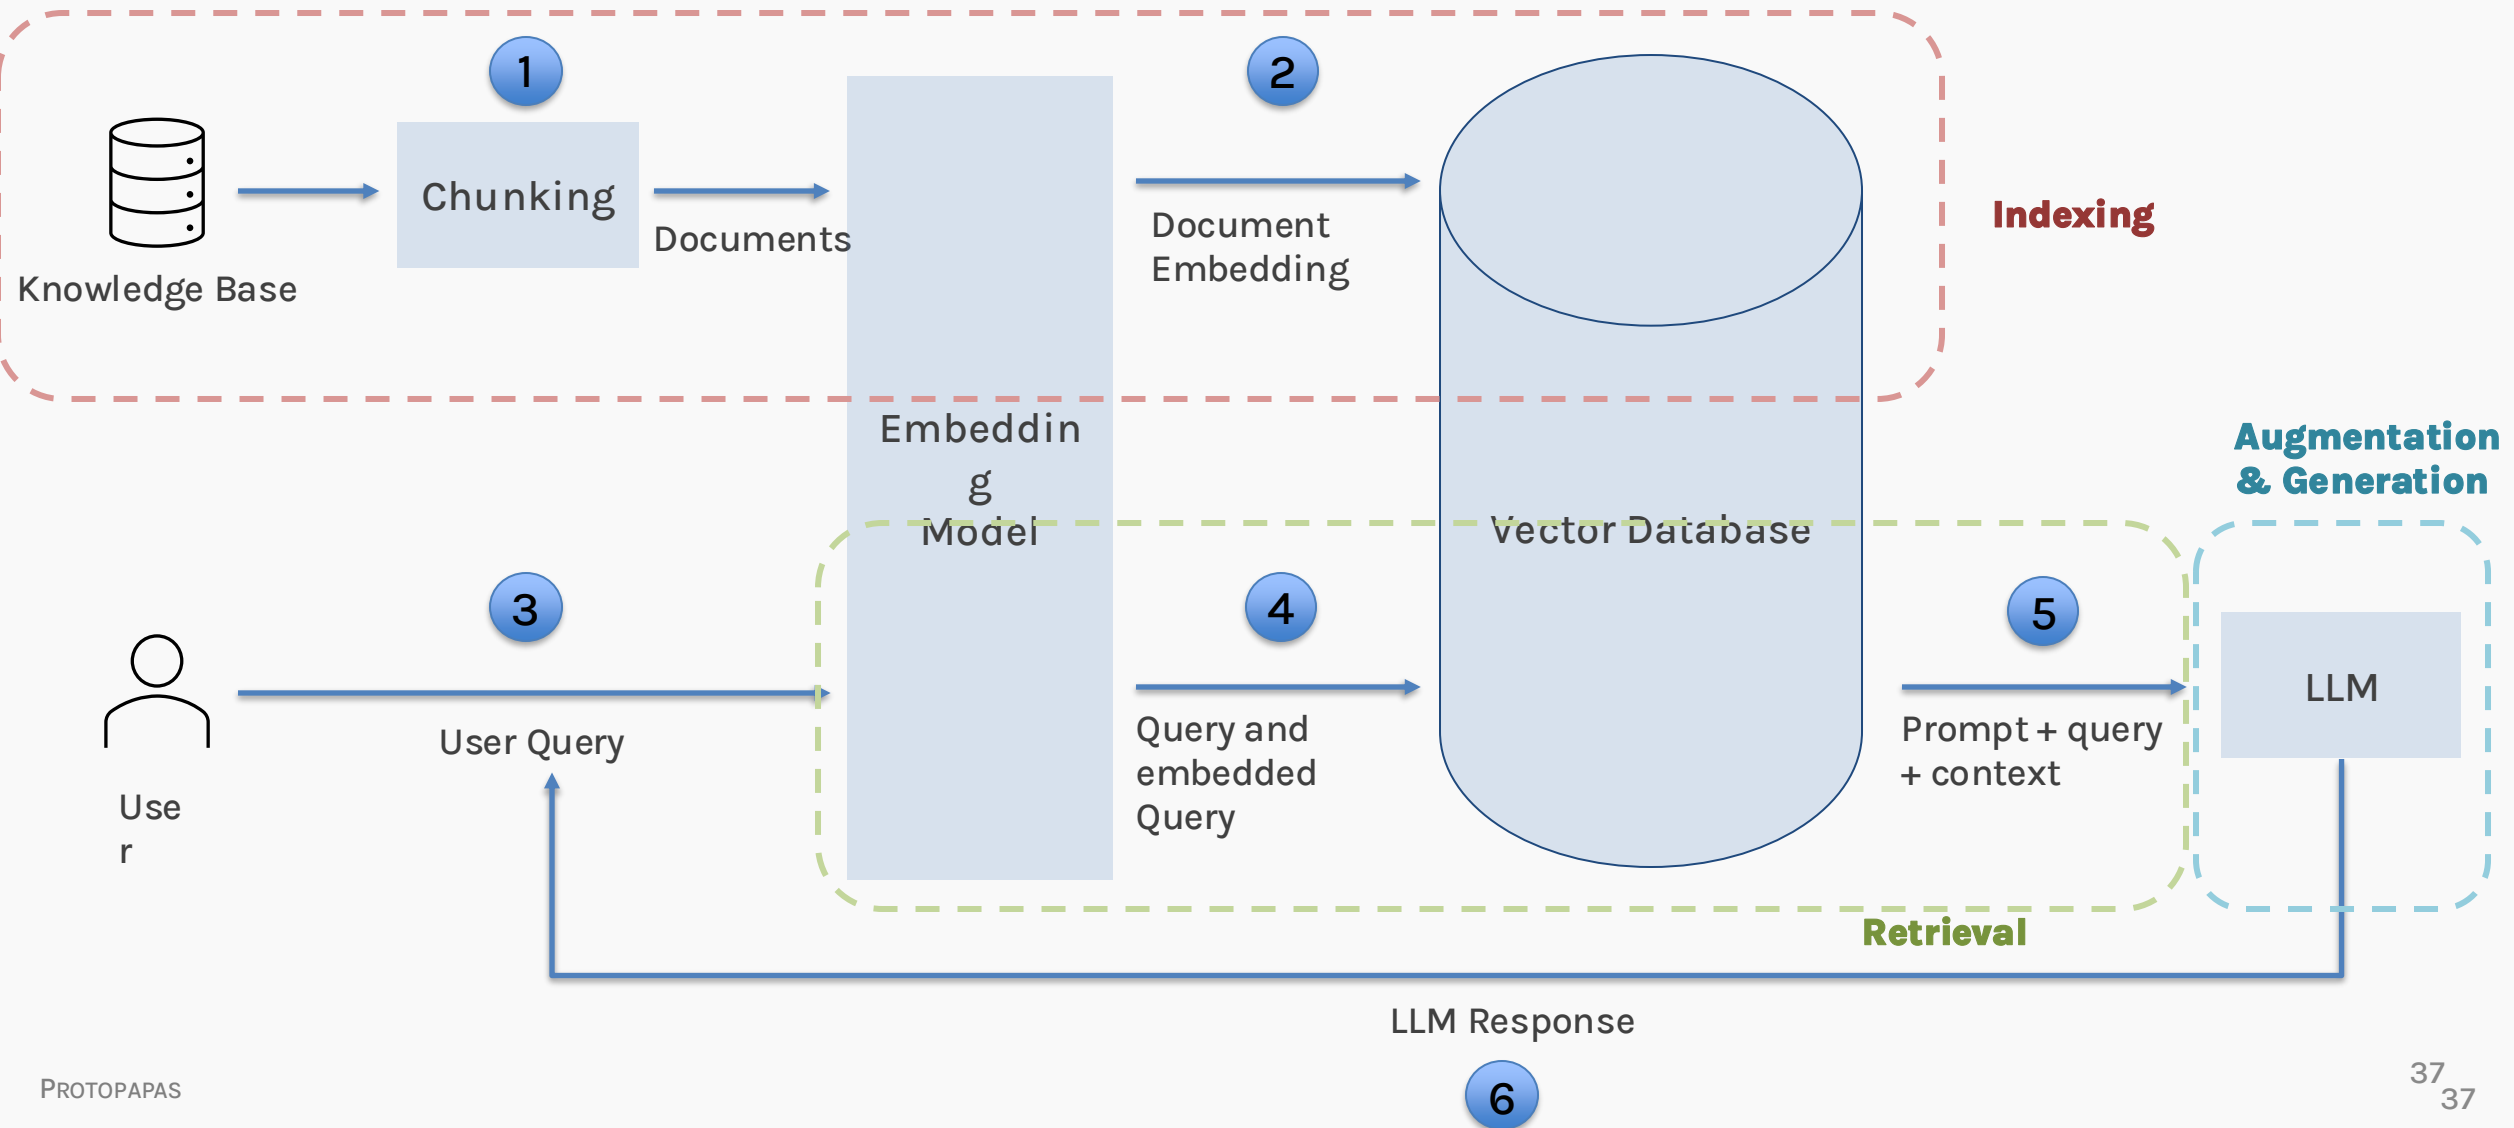 1
2
Chunking
Documents
Knowledge Base
Document
Embedding
Indexing
Embeddin
g
Model
Vector Database
Augmentation
& Generation
3
4
5
User Query
Use
r
Query and
embedded
Query
Prompt + query
+ context
LLM
Retrieval
LLM Response
6
PROTOPAPAS
37
37